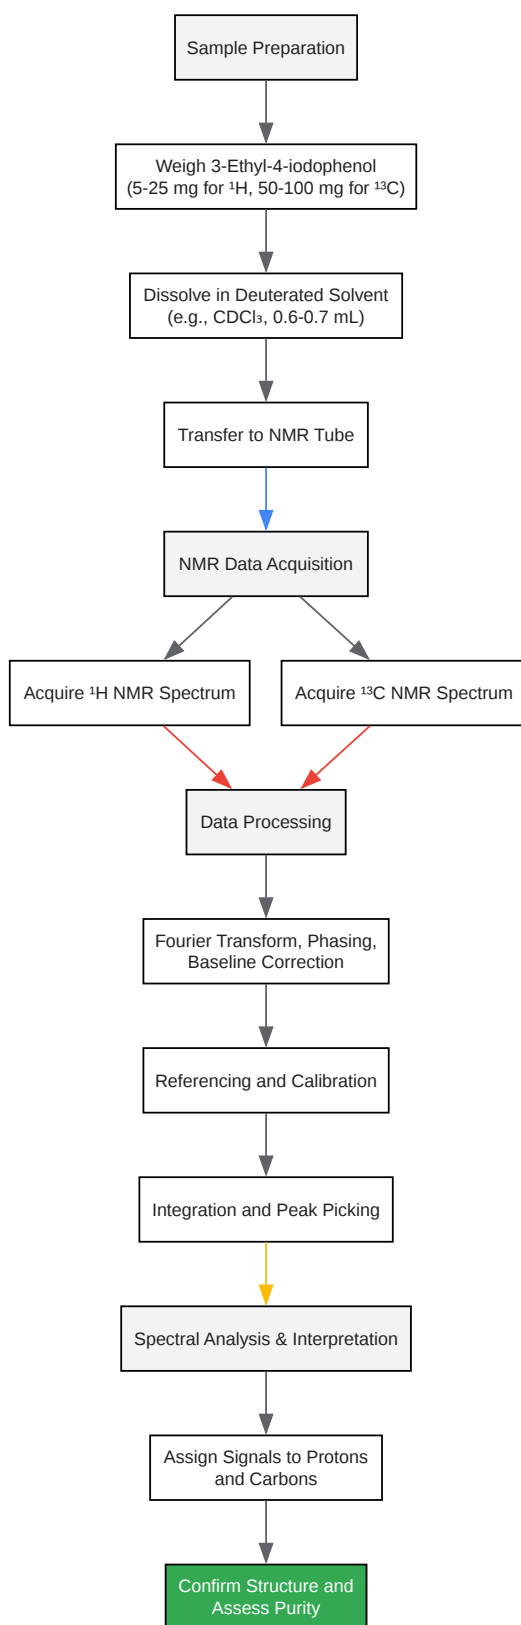 Sample Preparation
Weigh 3-Ethyl-4-iodophenol
(5-25 mg for ¹H, 50-100 mg for ¹³C)
Dissolve in Deuterated Solvent
(e.g., CDCl₃, 0.6-0.7 mL)
Transfer to NMR Tube
NMR Data Acquisition
Acquire ¹H NMR Spectrum
Acquire ¹³C NMR Spectrum
Data Processing
Fourier Transform, Phasing,
Baseline Correction
Referencing and Calibration
Integration and Peak Picking
Spectral Analysis & Interpretation
Assign Signals to Protons
and Carbons
Confirm Structure and
Assess Purity